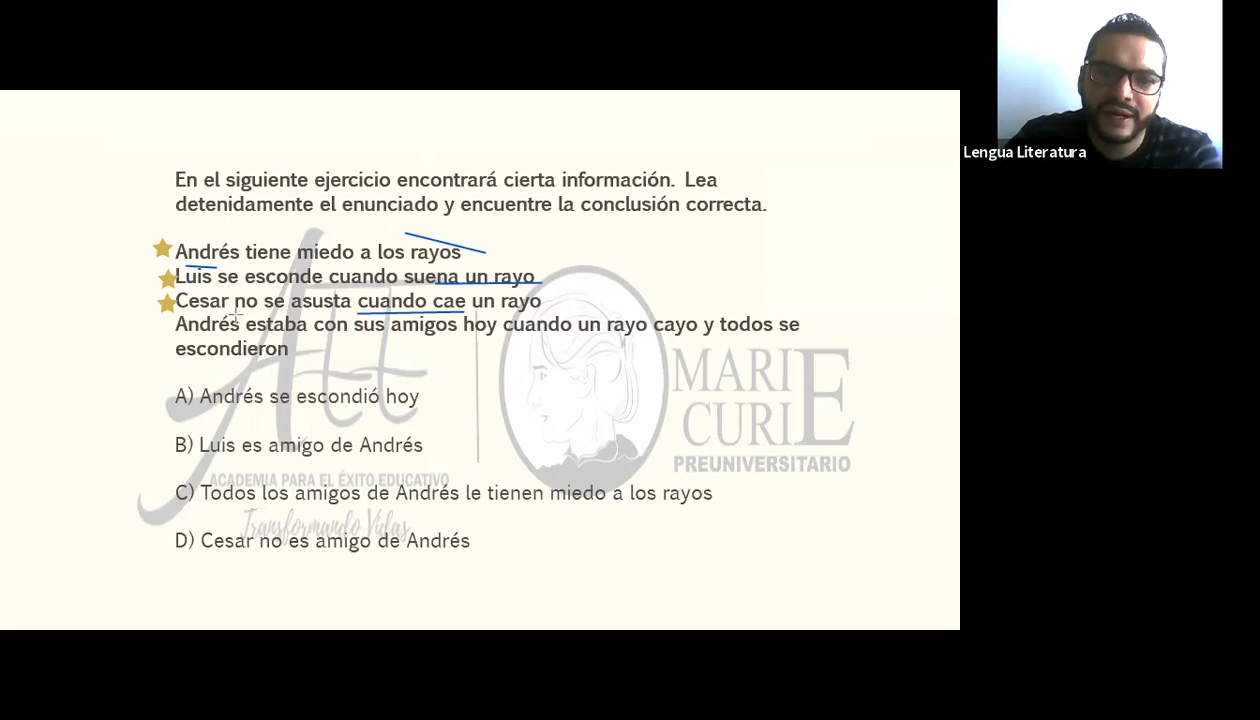 Lengua Literatura
En el siguiente ejercicio encontrará cierta información. Lea
detenidamente el enunciado y encuentre la conclusión correcta.
Andrés tiene miedo a los rayos
Luis se esconde cuando suena un rayo
Cesar no se asusta cuando cae un rayo
Andrés estaba con sus amigos hoy cuando un rayo cayo y todos se
escondieron
A) Andrés se escondió hoy
B) Luis es amigo de Andrés
C) Todos los amigos de Andrés le tienen miedo a los rayos
D) Cesar no es amigo de Andrés
ACADEMIA PARA EL ÉXITO EDUCATIVO
Transformando Vidas
MARIE
CURIE
PREUNIVERSITARIO